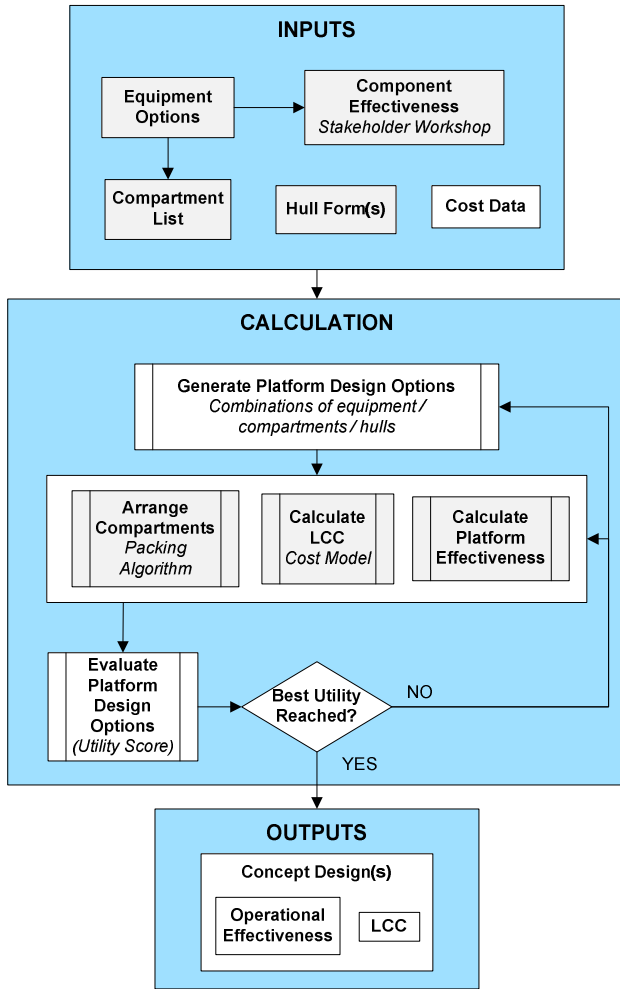 INPUTS
Equipment
Options
Component
Effectiveness
Stakeholder Workshop
Compartment
List
Hull Form(s)
Cost Data
CALCULATION
Generate Platform Design Options
Combinations of equipment /
compartments / hulls
Arrange
Compartments
Packing
Algorithm
Calculate
LCC
Cost Model
Calculate
Platform
Effectiveness
Evaluate
Platform
Design
Options
(Utility Score)
Best Utility
Reached?
NO
YES
OUTPUTS
Concept Design(s)
Operational
Effectiveness
LCC